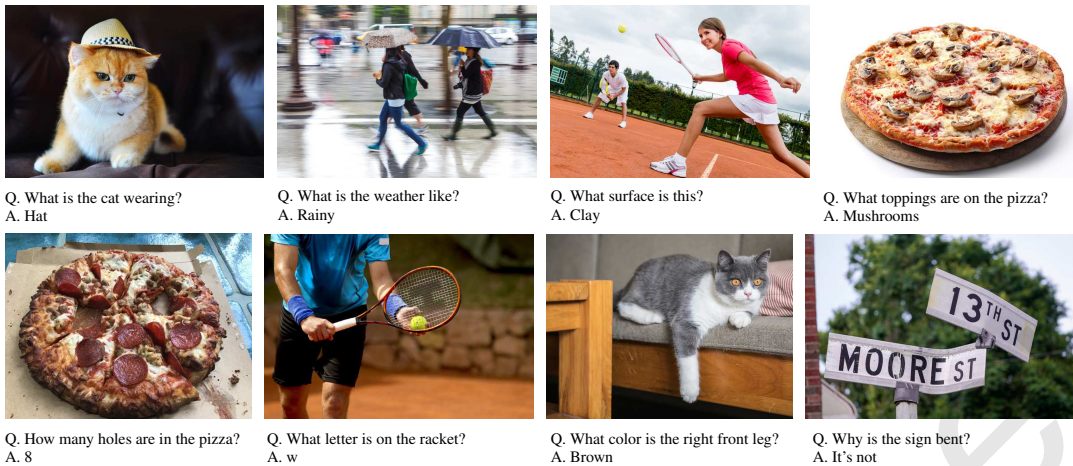 Q. What is the cat wearing?
A. Hat
Q. What is the weather like?
A. Rainy
Q. What surface is this?
A. Clay
Q. What toppings are on the pizza?
A. Mushrooms
13TH ST
MOORE ST
Q. How many holes are in the pizza?
A. 8
Q. What letter is on the racket?
A. w
Q. What color is the right front leg?
A. Brown
Q. Why is the sign bent?
A. It's not